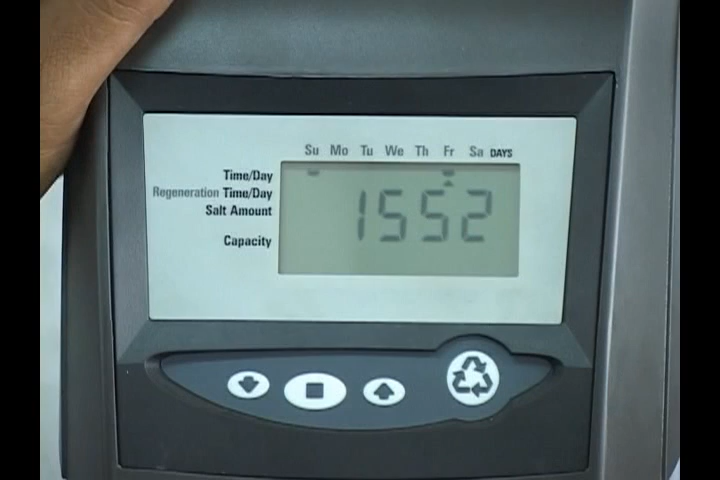 Su Mo Tu We Th Fr Sa DAYS
Time/Day
Regeneration Time/Day
Salt Amount
Capacity
1552